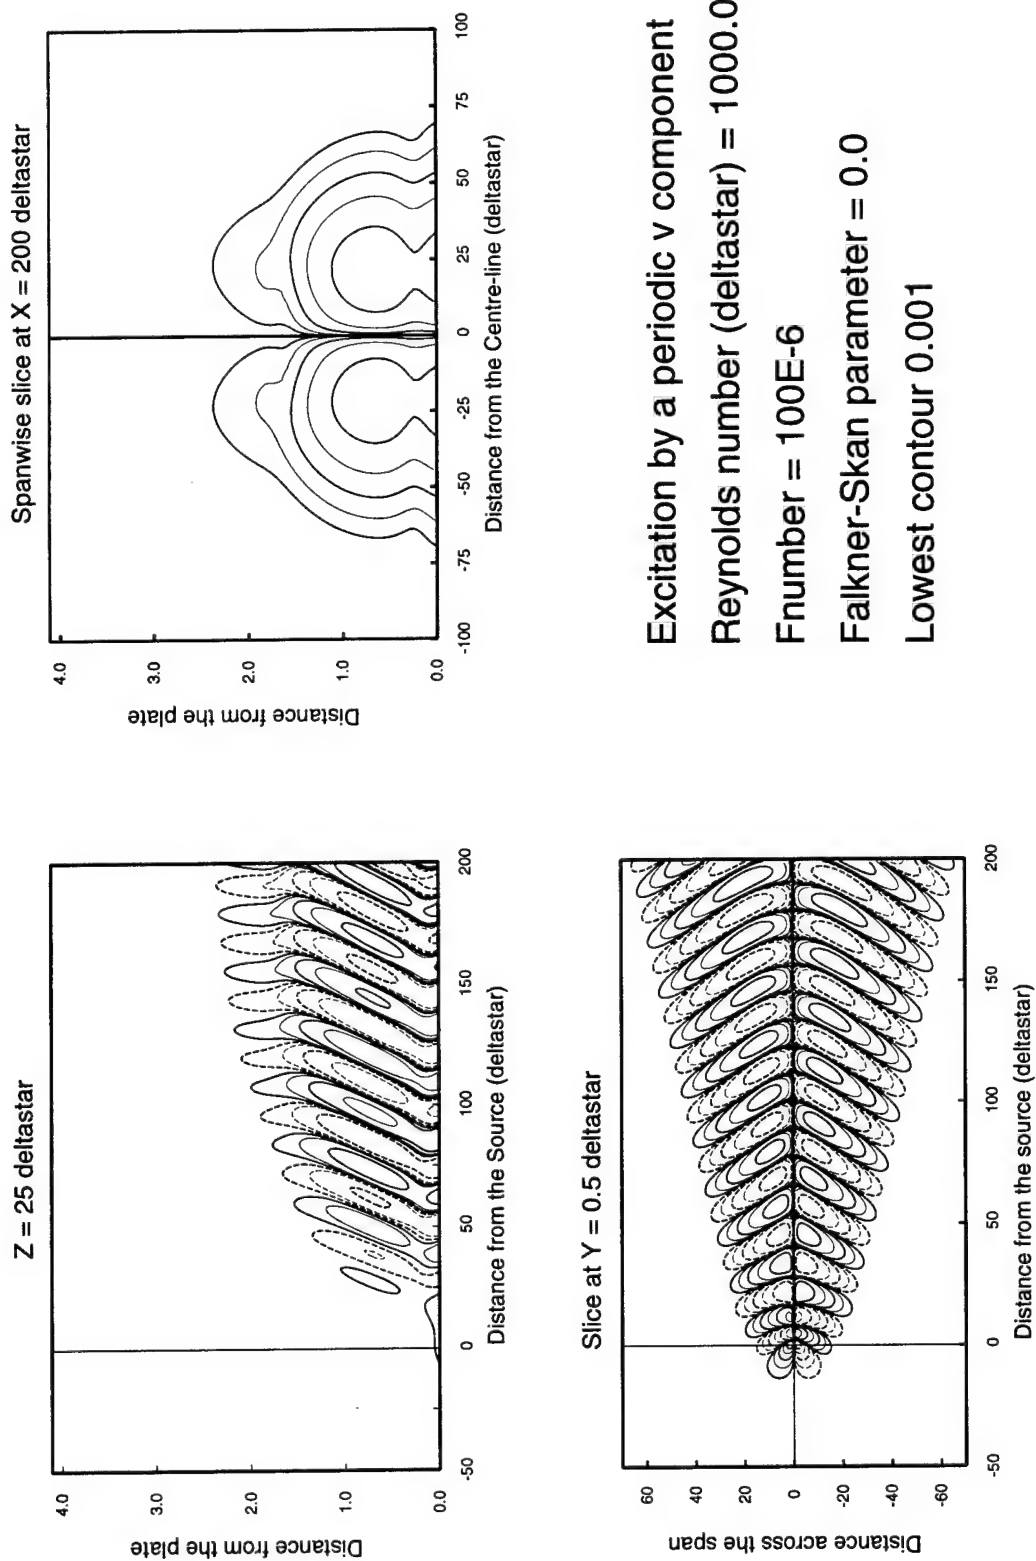 Z = 25 deltastar
Distance from the plate
4.0
3.0
2.0
1.0
0.0
-50
0
50
100
150
200
Distance from the Source (deltastar)
Spanwise slice at X = 200 deltastar
Distance from the plate
4.0
3.0
2.0
1.0
0.0
-100
-75
-50
-25
0
25
50
75
100
Distance from the Centre-line (deltastar)
Slice at Y = 0.5 deltastar
Distance across the span
60
40
20
0
-20
-40
-60
-50
0
50
100
150
200
Distance from the source (deltastar)
Excitation by a periodic v component
Reynolds number (deltastar) = 1000.0
Fnumber = 100E-6
Falkner-Skan parameter = 0.0
Lowest contour 0.001